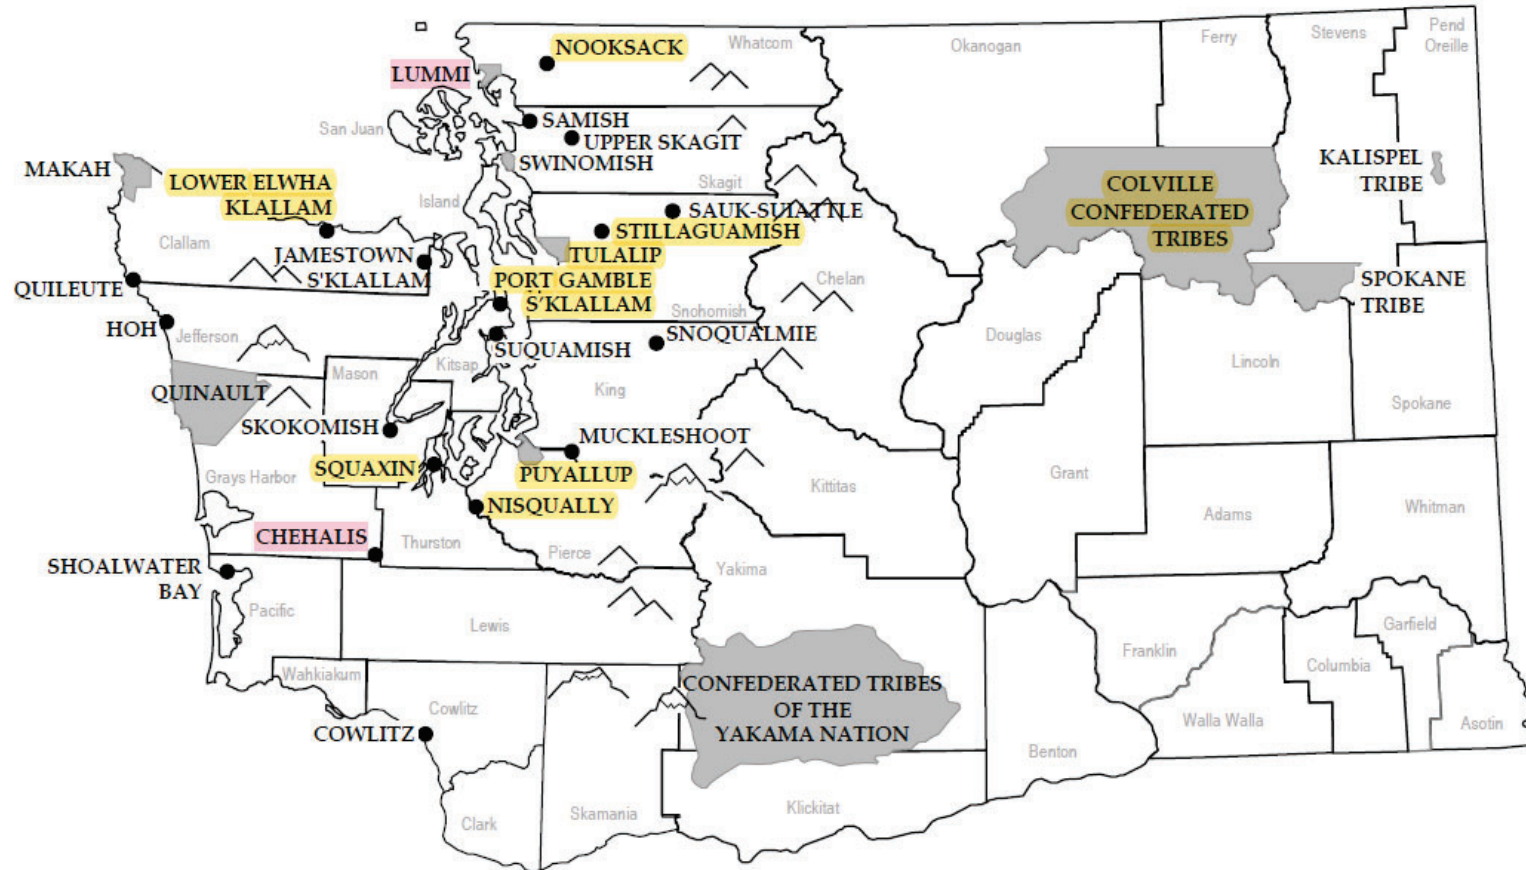 NOOKSACK
Whatcom
Okanogan
Ferry
Stevens
Pend
Oreille
LUMMI
San Juan
SAMISH
UPPER SKAGIT
SWINOMISH
Skagit
MAKAH
LOWER ELWHA
KLALLAM
Island
KALISPEL
TRIBE
COLVILLE
CONFEDERATED
TRIBES
SAUK-SUIATTLE
STILLAGUAMISH
Clallam
JAMESTOWN
S'KLALLAM
TULALIP
PORT GAMBLE
S'KLALLAM
Chelan
SPOKANE
TRIBE
QUILEUTE
HOH
Jefferson
Snohomish
SNOQUALMIE
SUQUAMISH
Kitsap
Mason
Douglas
Lincoln
QUINAULT
King
Spokane
SKOKOMISH
MUCKLESHOOT
SQUAXIN
PUYALLUP
Grays Harbor
NISQUALLY
Kittitas
Grant
Adams
Whitman
CHEHALIS
Thurston
Pierce
SHOALWATER
BAY
Yakima
Pacific
Lewis
Franklin
Garfield
Columbia
Wahkiakum
CONFEDERATED TRIBES
OF THE
YAKAMA NATION
Cowlitz
COWLITZ
Walla Walla
Asotin
Benton
Klickitat
Skamania
Clark